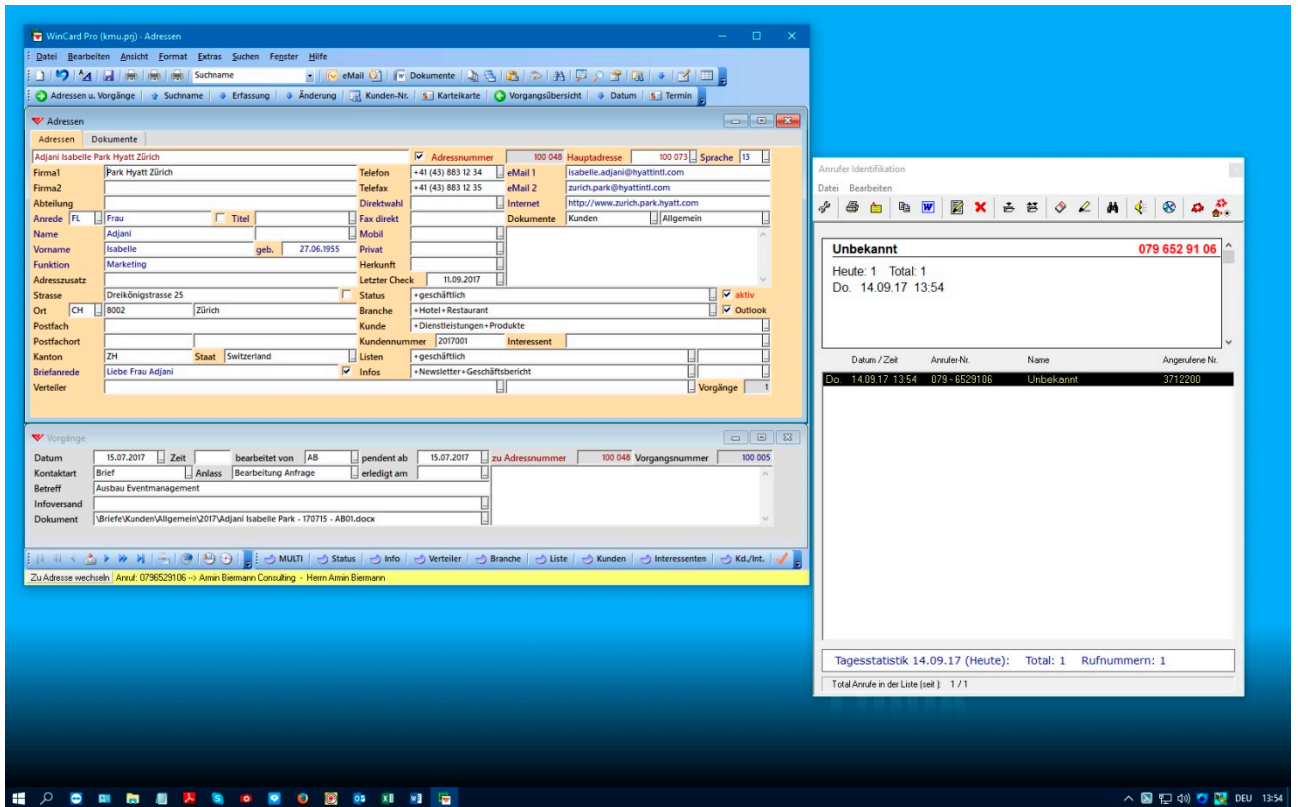 WinCard Pro (kmu.prj) - Adressen
Datei Bearbeiten Ansicht Format Extras Suchen Fenster Hilfe
Suchname eMail Dokumente
Adressen u. Vorgänge Suchname Erfassung Änderung Kunden-Nr. Karteikarte Vorgangsübersicht Datum Termin
Adressen
Adressen Dokumente
Adjani Isabelle Park Hyatt Zürich Adressnummer 100 048 Hauptadresse 100 073 Sprache 13
Firma1 Park Hyatt Zürich Telefon +41 (43) 883 12 34 eMail 1 isabelle.adjani@hyattintl.com
Firma2 Telefax +41 (43) 883 12 35 eMail 2 zurich.park@hyattintl.com
Abteilung Direktwahl Internet http://www.zurich.park.hyatt.com
Anrede FL Frau Titel Fax direkt Dokumente Kunden Allgemein
Name Adjani Mobil
Vorname Isabelle geb. 27.06.1955 Privat
Funktion Marketing Herkunft
Adresszusatz Letzter Check 11.09.2017
Strasse Dreikönigstrasse 25 Status +geschäftlich aktiv
Ort CH 8002 Zürich Branche +Hotel+Restaurant Outlook
Postfach Kunde +Dienstleistungen+Produkte
Postfachort Kundennummer 2017001 Interessent
Kanton ZH Staat Switzerland Listen +geschäftlich
Briefanrede Liebe Frau Adjani Infos +Newsletter+Geschäftsbericht
Verteiler Vorgänge 1
Vorgänge
Datum 15.07.2017 Zeit bearbeitet von AB pendent ab 15.07.2017 zu Adressnummer 100 048 Vorgangsnummer 100 005
Kontaktart Brief Anlass Bearbeitung Anfrage erledigt am
Betreff Ausbau Eventmanagement
Infoversand
Dokument \Briefe\Kunden\Allgemein\2017\Adjani Isabelle Park - 170715 - AB01.docx
MULTI Status Info Verteiler Branche Liste Kunden Interessenten Kd./Int.
Zu Adresse wechseln Anruf: 0796529106 --> Armin Biermann Consulting - Herrn Armin Biermann
Anrufer Identifikation
Datei Bearbeiten
Unbekannt 079 652 91 06
Heute: 1 Total: 1
Do. 14.09.17 13:54
Datum / Zeit Anrufer-Nr. Name Angerufene Nr.
Do. 14.09.17 13:54 079 - 6529106 Unbekannt 3712200
Tagesstatistik 14.09.17 (Heute): Total: 1 Rufnummern: 1
Total Anrufe in der Liste (seit ): 1 / 1
DEU 13:54